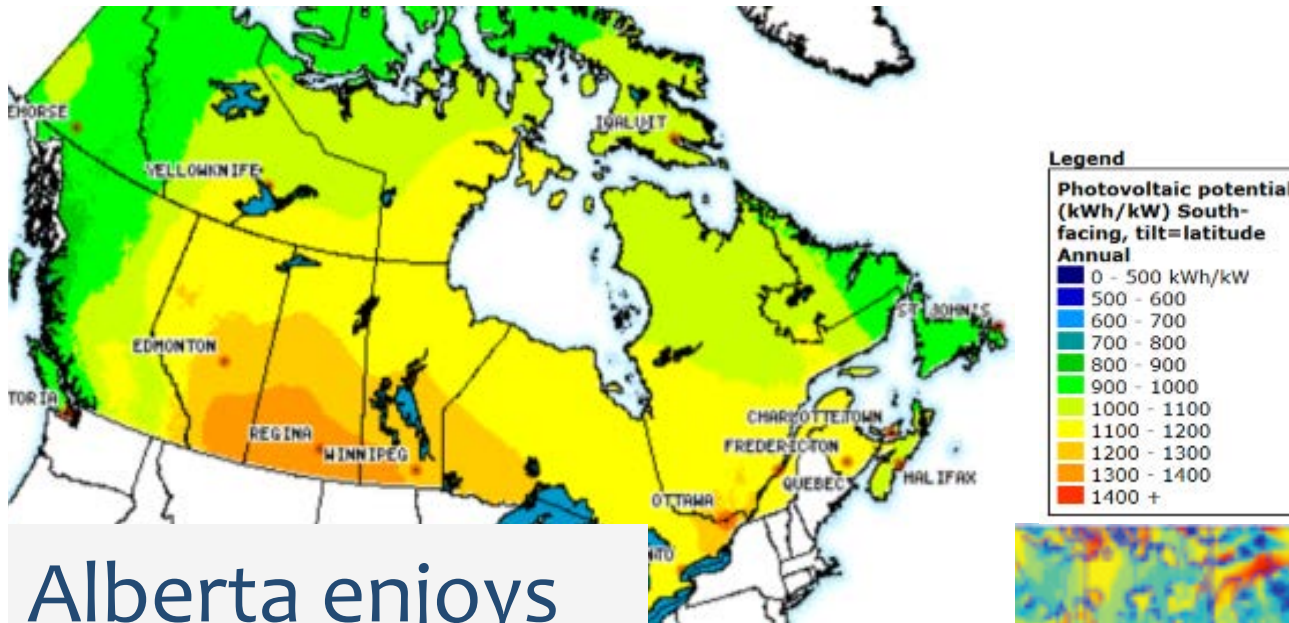 EHORSE
IQALUIT
YELLOWKNIFE
EDMONTON
TORIA
REGINA
WINNIPEG
OTTAWA
CHARLOTTETOWN
FREDERICTON
QUEBEC
HALIFAX
ST JOHN'S
NTO
Legend
Photovoltaic potential
(kWh/kW) South-
facing, tilt=latitude
Annual
0 - 500 kWh/kW
500 - 600
600 - 700
700 - 800
800 - 900
900 - 1000
1000 - 1100
1100 - 1200
1200 - 1300
1300 - 1400
1400 +
Alberta enjoys